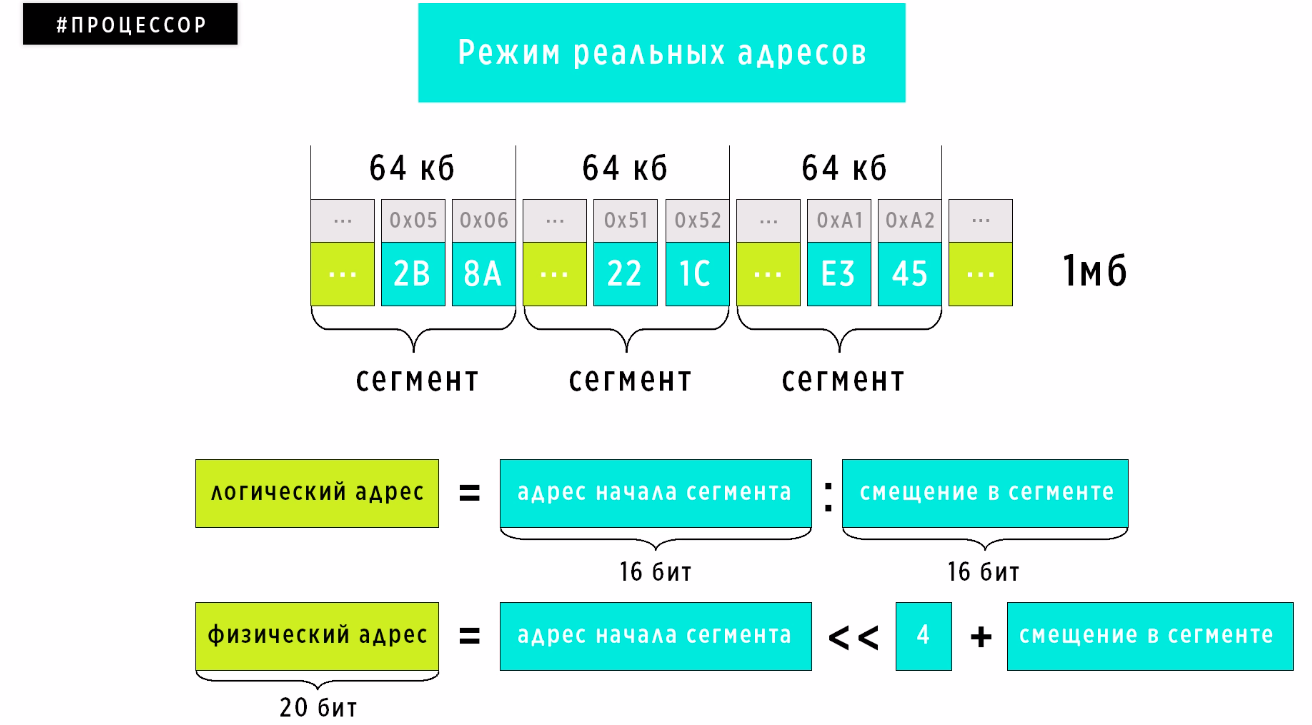 #ПРОЦЕССОР
Режим реальных адресов
64 кб 64 кб 64 кб
... 0x05 0x06 ... 0x51 0x52 ... 0xA1 0xA2 ...
... 2B 8A ... 22 1C ... E3 45 ... 1мб
сегмент сегмент сегмент
логический адрес = адрес начала сегмента : смещение в сегменте
16 бит 16 бит
физический адрес = адрес начала сегмента << 4 + смещение в сегменте
20 бит